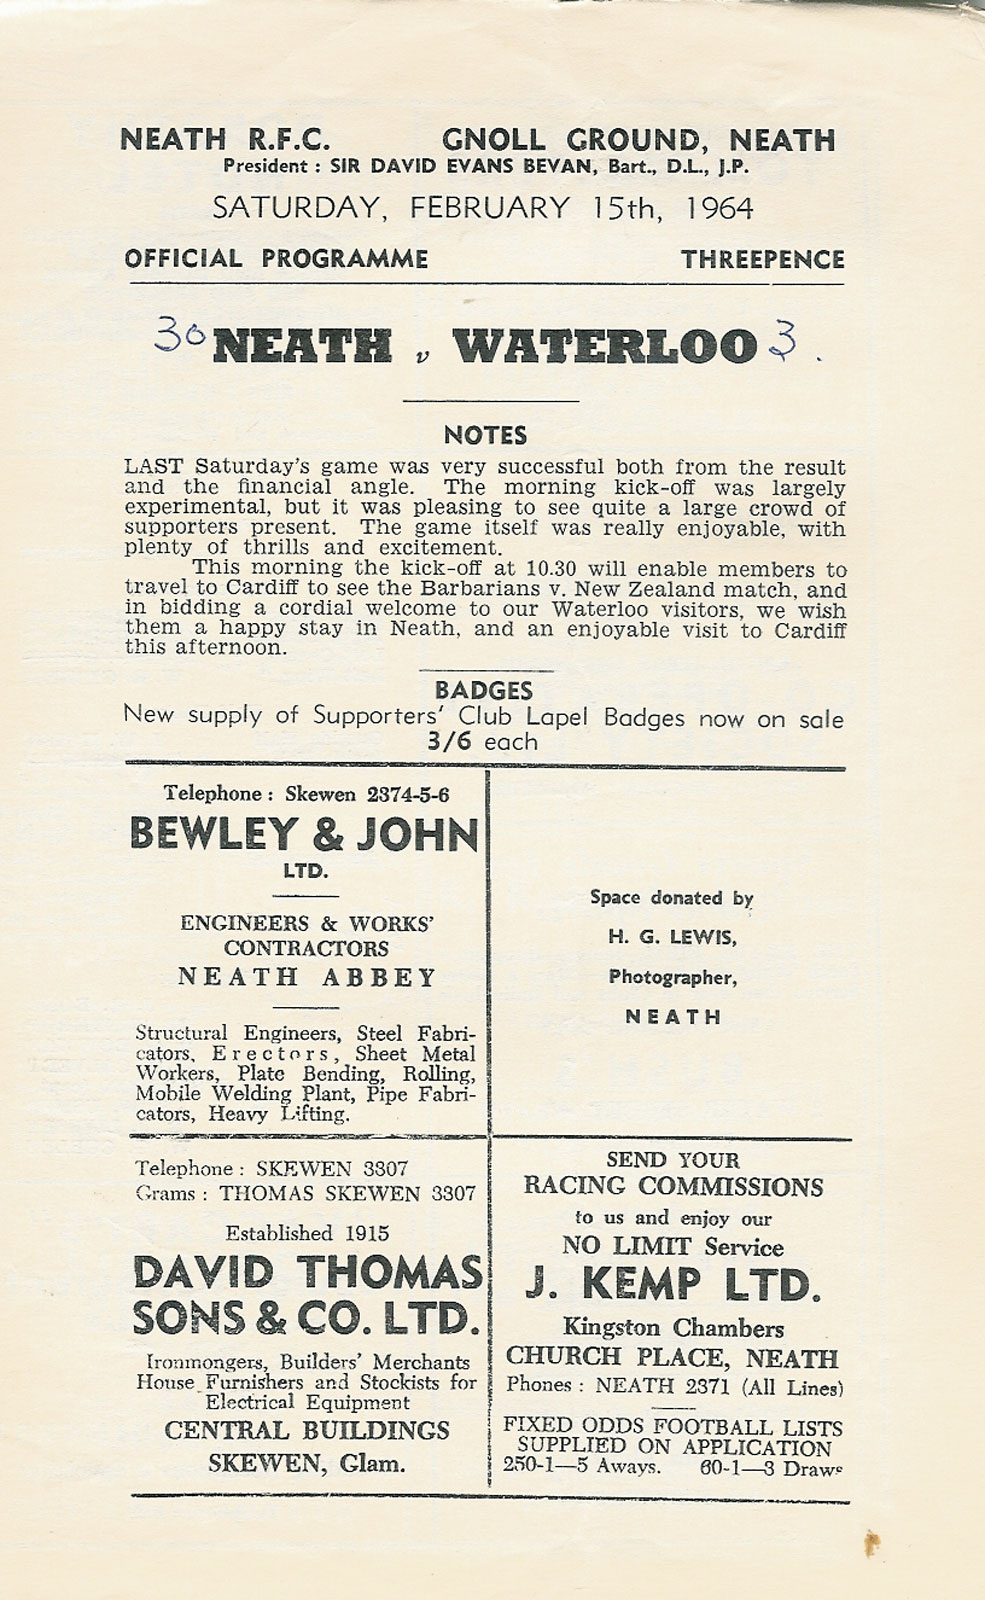 NEATH R.F.C. GNOLL GROUND, NEATH
President : SIR DAVID EVANS BEVAN, Bart., D.L., J.P.
SATURDAY, FEBRUARY 15th, 1964
OFFICIAL PROGRAMME THREEPENCE
30 NEATH v WATERLOO 3 .
NOTES
LAST Saturday's game was very successful both from the result
and the financial angle. The morning kick-off was largely
experimental, but it was pleasing to see quite a large crowd of
supporters present. The game itself was really enjoyable, with
plenty of thrills and excitement.
This morning the kick-off at 10.30 will enable members to
travel to Cardiff to see the Barbarians v. New Zealand match, and
in bidding a cordial welcome to our Waterloo visitors, we wish
them a happy stay in Neath, and an enjoyable visit to Cardiff
this afternoon.
BADGES
New supply of Supporters' Club Lapel Badges now on sale
3/6 each
Telephone : Skewen 2374-5-6
BEWLEY & JOHN
LTD.
ENGINEERS & WORKS'
CONTRACTORS
NEATH ABBEY
Structural Engineers, Steel Fabri-
cators, Erectors, Sheet Metal
Workers, Plate Bending, Rolling,
Mobile Welding Plant, Pipe Fabri-
cators, Heavy Lifting.
Space donated by
H. G. LEWIS,
Photographer,
NEATH
Telephone : SKEWEN 3307
Grams : THOMAS SKEWEN 3307
Established 1915
DAVID THOMAS
SONS & CO. LTD.
Ironmongers, Builders' Merchants
House Furnishers and Stockists for
Electrical Equipment
CENTRAL BUILDINGS
SKEWEN, Glam.
SEND YOUR
RACING COMMISSIONS
to us and enjoy our
NO LIMIT Service
J. KEMP LTD.
Kingston Chambers
CHURCH PLACE, NEATH
Phones : NEATH 2371 (All Lines)
FIXED ODDS FOOTBALL LISTS
SUPPLIED ON APPLICATION
250-1—5 Aways. 60-1—3 Draws